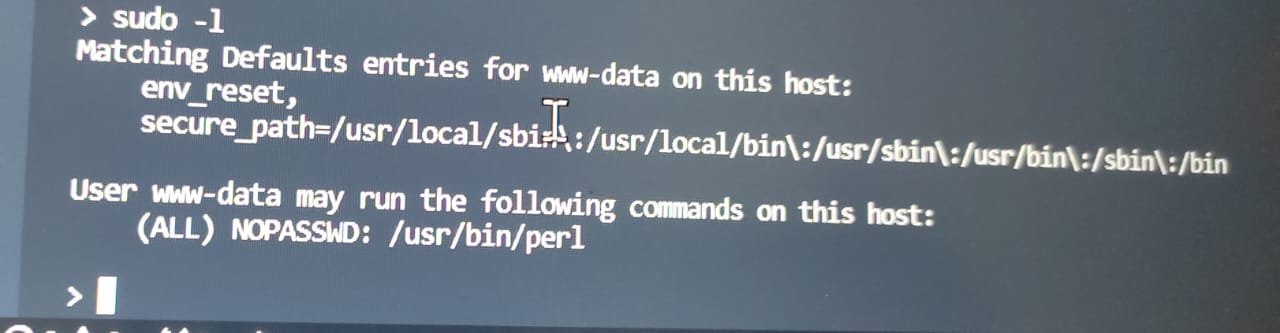 > sudo -l
Matching Defaults entries for www-data on this host:
env_reset,
secure_path=/usr/local/sbin\:/usr/local/bin\:/usr/sbin\:/usr/bin\:/sbin\:/bin
User www-data may run the following commands on this host:
(ALL) NOPASSWD: /usr/bin/perl
>